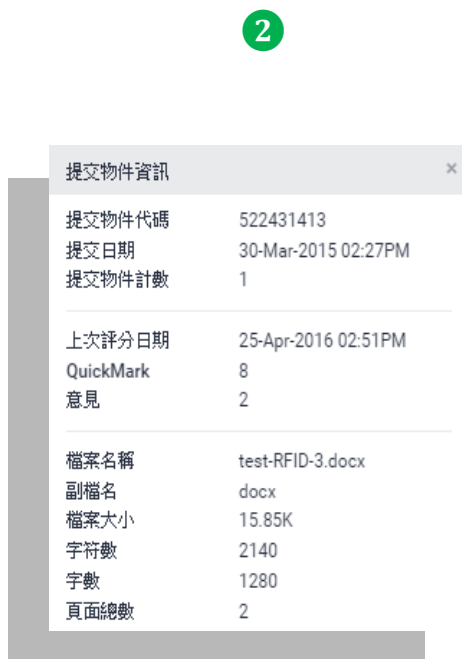 2
提交物件資訊 ×
提交物件代碼 522431413
提交日期 30-Mar-2015 02:27PM
提交物件計數 1
上次評分日期 25-Apr-2016 02:51PM
QuickMark 8
意見 2
檔案名稱 test-RFID-3.docx
副檔名 docx
檔案大小 15.85K
字符數 2140
字數 1280
頁面總數 2